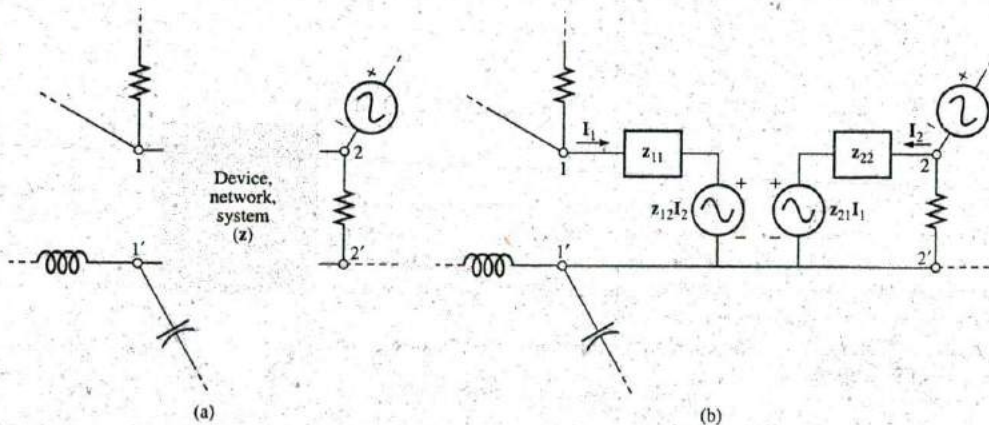 1
2
Device,
network,
system
(z)
1′
2′
(a)
I₁
1
z₁₁
z₁₂I₂
+
−
+
−
z₂₁I₁
z₂₂
I₂
2
1′
2′
(b)